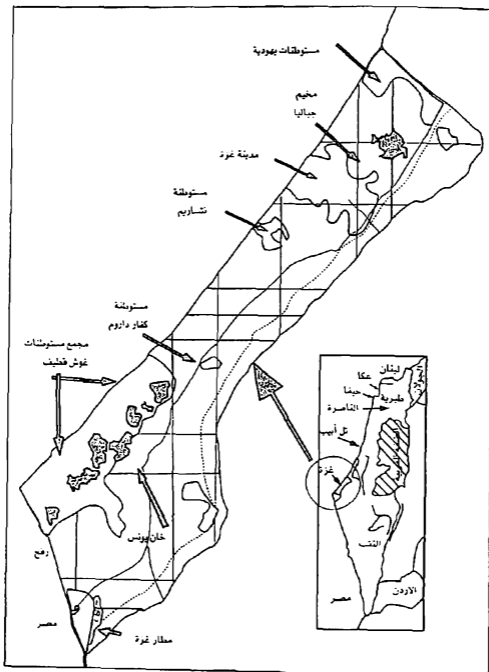 مستوطنات يهودية
مخيم
جباليا
مدينة غزة
مستوطنة
نتساريم
مستوطنة
كفار داروم
مجمع مستوطنات
غوش قطيف
خان يونس
رفح
مصر
مطار غزة
لبنان
الجولان
عكا
حيفا
طبرية
الناصرة
تل أبيب
غزة
النقب
الأردن
مصر